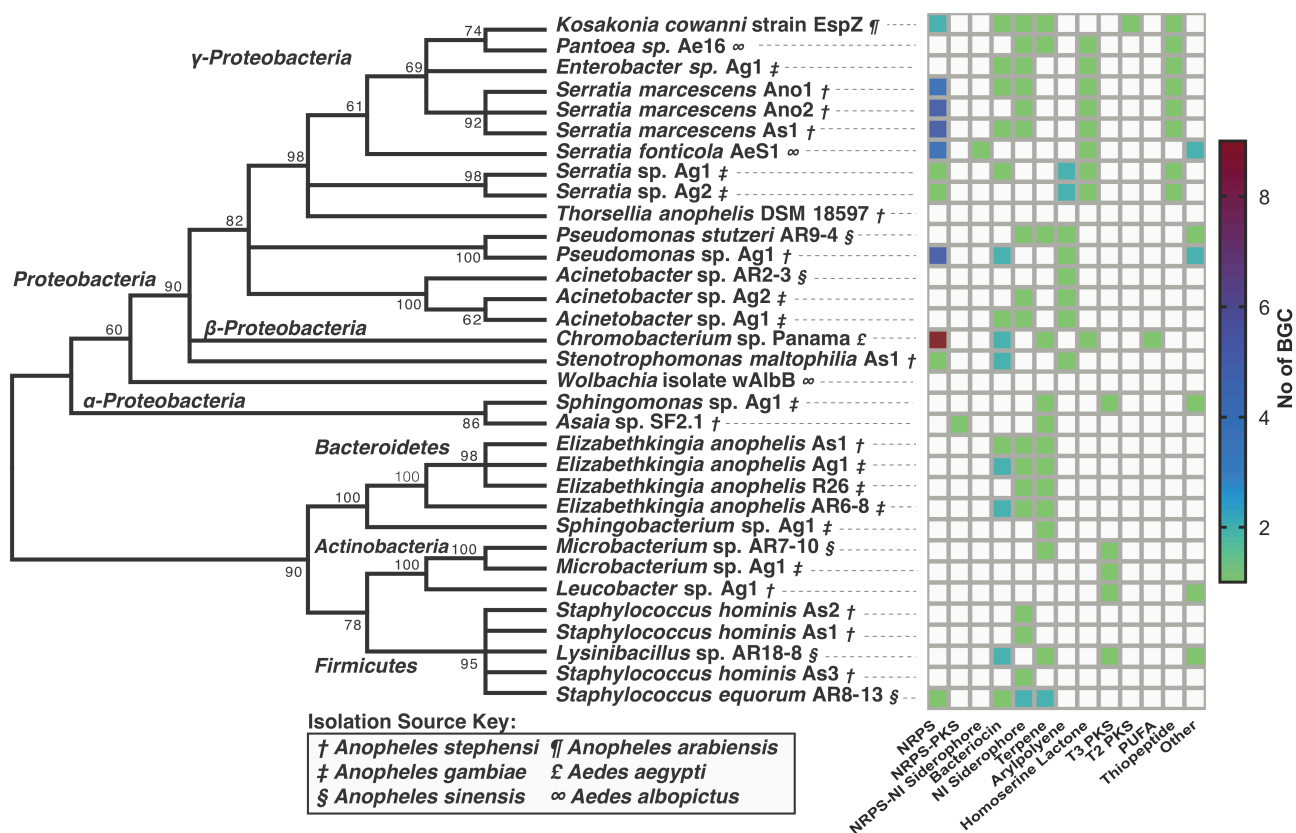 γ-Proteobacteria
Proteobacteria
β-Proteobacteria
α-Proteobacteria
Bacteroidetes
Actinobacteria
Firmicutes
74
69
61
92
98
98
82
100
90
100
62
60
86
98
100
100
100
100
90
78
95
Kosakonia cowanni strain EspZ ¶
Pantoea sp. Ae16 ∞
Enterobacter sp. Ag1 ‡
Serratia marcescens Ano1 †
Serratia marcescens Ano2 †
Serratia marcescens As1 †
Serratia fonticola AeS1 ∞
Serratia sp. Ag1 ‡
Serratia sp. Ag2 ‡
Thorsellia anophelis DSM 18597 †
Pseudomonas stutzeri AR9-4 §
Pseudomonas sp. Ag1 †
Acinetobacter sp. AR2-3 §
Acinetobacter sp. Ag2 ‡
Acinetobacter sp. Ag1 ‡
Chromobacterium sp. Panama £
Stenotrophomonas maltophilia As1 †
Wolbachia isolate wAlbB ∞
Sphingomonas sp. Ag1 ‡
Asaia sp. SF2.1 †
Elizabethkingia anophelis As1 †
Elizabethkingia anophelis Ag1 ‡
Elizabethkingia anophelis R26 ‡
Elizabethkingia anophelis AR6-8 ‡
Sphingobacterium sp. Ag1 ‡
Microbacterium sp. AR7-10 §
Microbacterium sp. Ag1 ‡
Leucobacter sp. Ag1 †
Staphylococcus hominis As2 †
Staphylococcus hominis As1 †
Lysinibacillus sp. AR18-8 §
Staphylococcus hominis As3 †
Staphylococcus equorum AR8-13 §
8
6
4
2
No of BGC
NRPS
NRPS-PKS
NRPS-NI Siderophore
Bacteriocin
NI Siderophore
Terpene
Arylpolyene
Homoserine Lactone
T3 PKS
T2 PKS
PUFA
Thiopeptide
Other
Isolation Source Key:
† Anopheles stephensi ¶ Anopheles arabiensis
‡ Anopheles gambiae £ Aedes aegypti
§ Anopheles sinensis ∞ Aedes albopictus